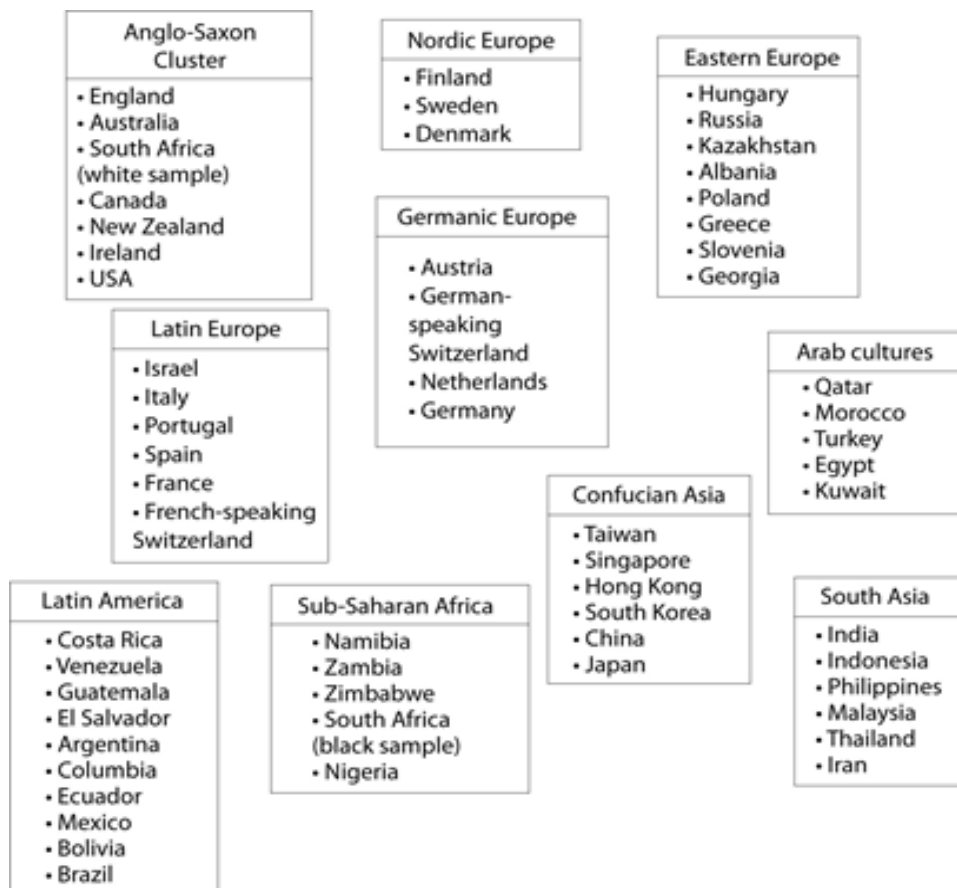 Anglo-Saxon
Cluster
• England
• Australia
• South Africa
(white sample)
• Canada
• New Zealand
• Ireland
• USA
Nordic Europe
• Finland
• Sweden
• Denmark
Eastern Europe
• Hungary
• Russia
• Kazakhstan
• Albania
• Poland
• Greece
• Slovenia
• Georgia
Germanic Europe
• Austria
• German-
speaking
Switzerland
• Netherlands
• Germany
Latin Europe
• Israel
• Italy
• Portugal
• Spain
• France
• French-speaking
Switzerland
Arab cultures
• Qatar
• Morocco
• Turkey
• Egypt
• Kuwait
Confucian Asia
• Taiwan
• Singapore
• Hong Kong
• South Korea
• China
• Japan
Latin America
• Costa Rica
• Venezuela
• Guatemala
• El Salvador
• Argentina
• Columbia
• Ecuador
• Mexico
• Bolivia
• Brazil
Sub-Saharan Africa
• Namibia
• Zambia
• Zimbabwe
• South Africa
(black sample)
• Nigeria
South Asia
• India
• Indonesia
• Philippines
• Malaysia
• Thailand
• Iran